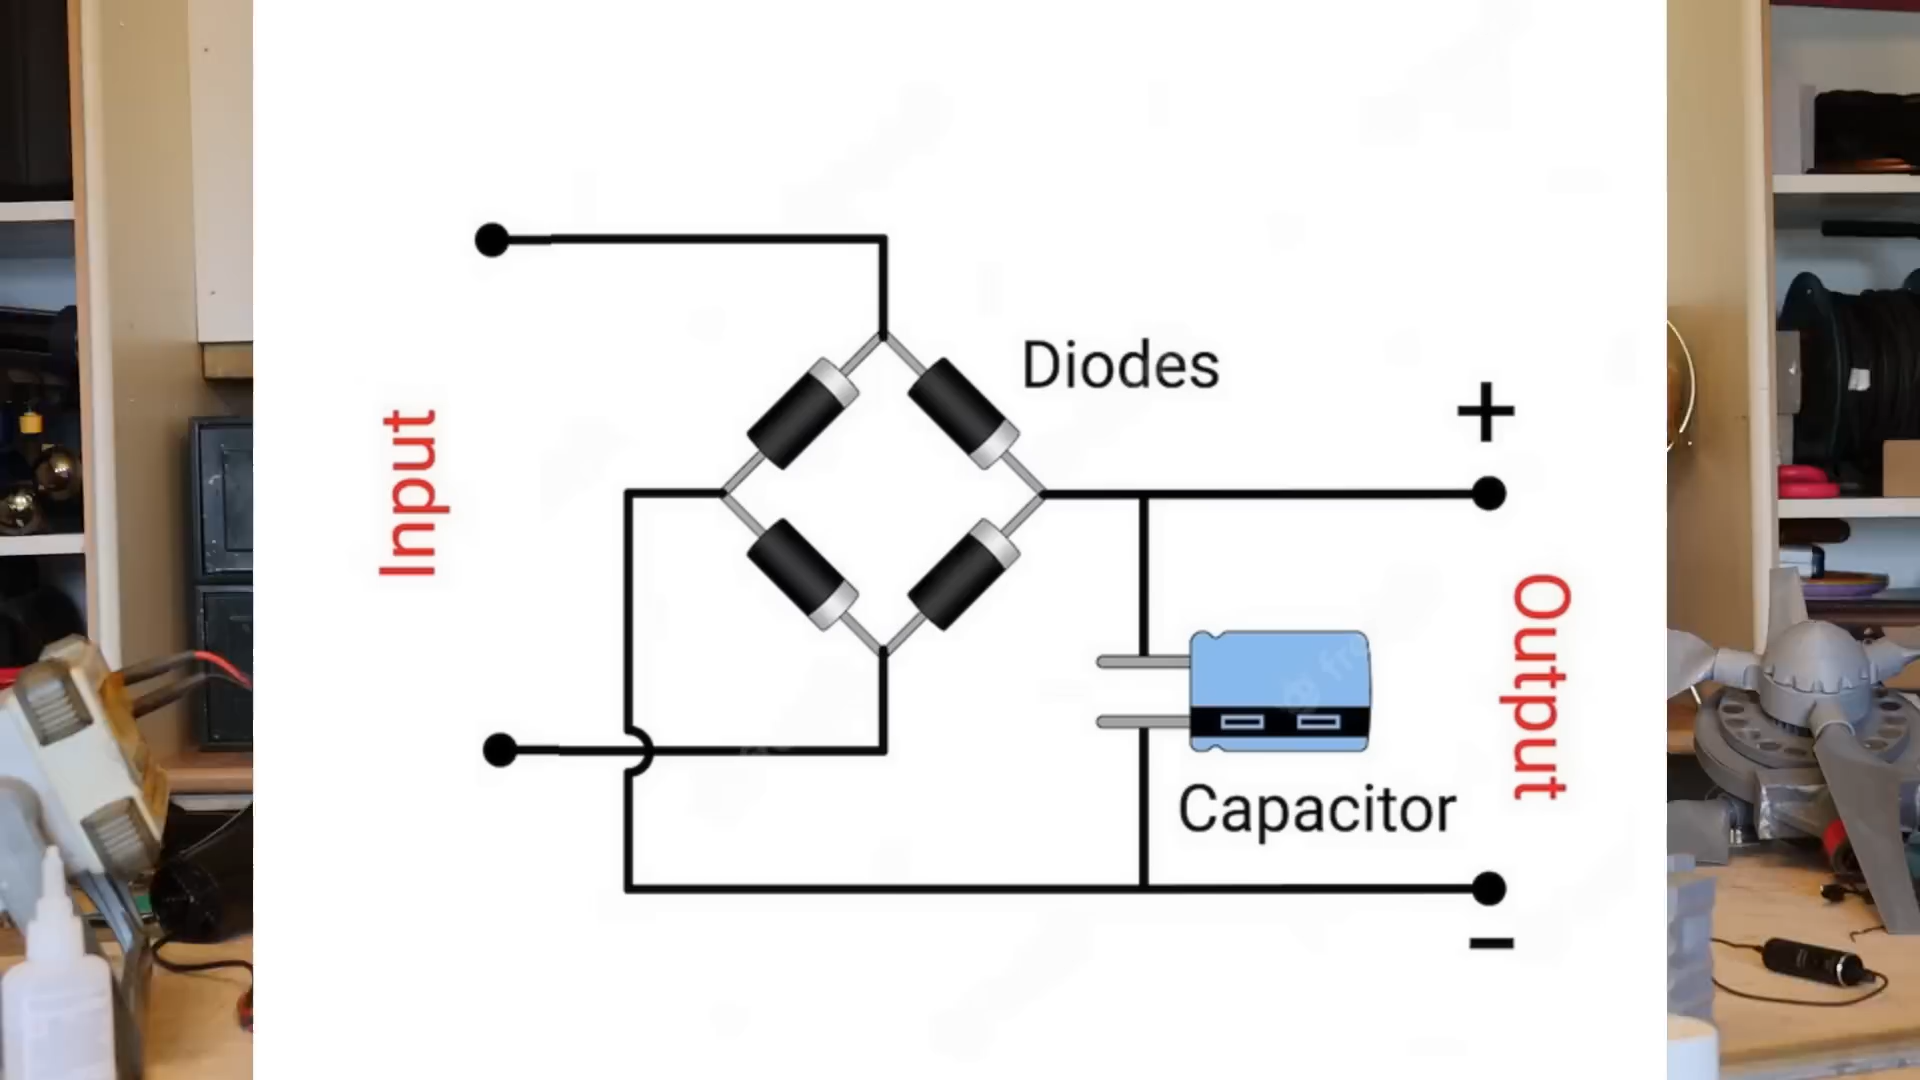 Input
Diodes
+
Output
Capacitor
−